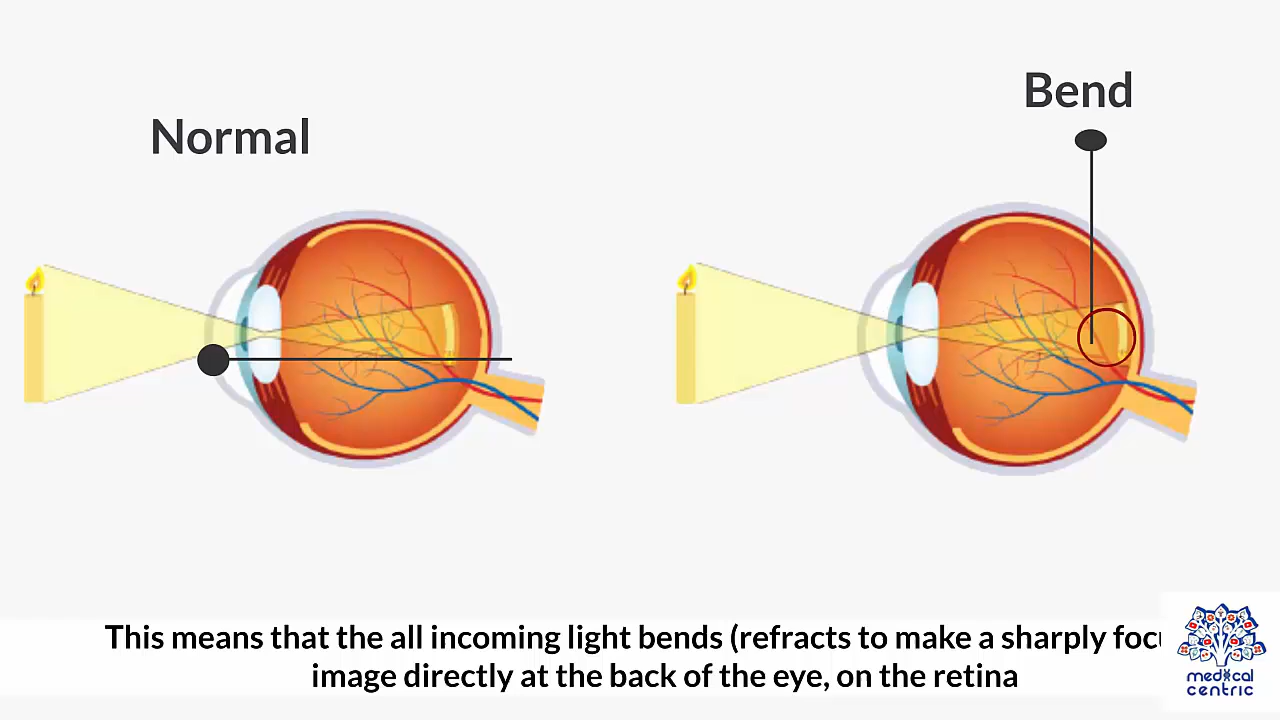 Normal
Bend
This means that the all incoming light bends (refracts to make a sharply
image directly at the back of the eye, on the retina
medical
centric